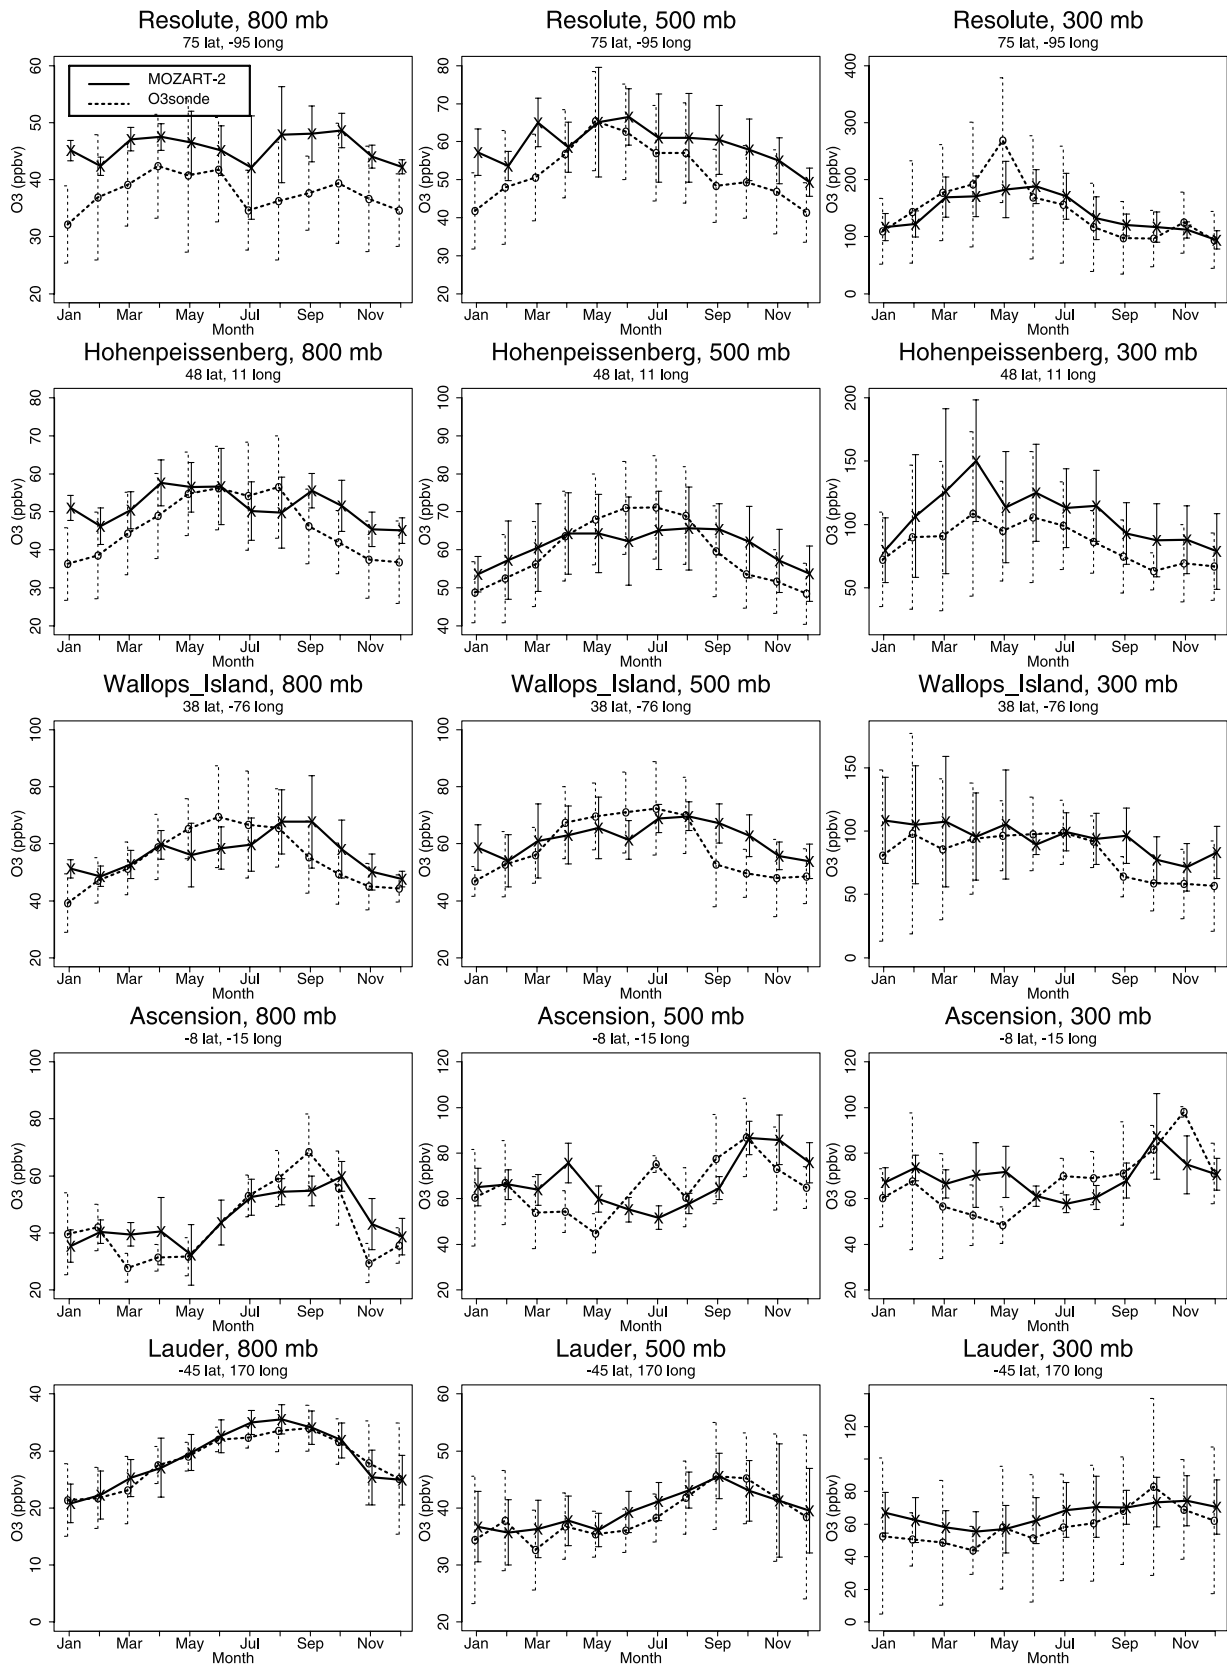 Resolute, 800 mb
75 lat, -95 long
MOZART-2
O3sonde
O3 (ppbv)
60
50
40
30
20
Jan Mar May Jul Sep Nov
Month
Resolute, 500 mb
75 lat, -95 long
O3 (ppbv)
80
70
60
50
40
30
20
Jan Mar May Jul Sep Nov
Month
Resolute, 300 mb
75 lat, -95 long
O3 (ppbv)
400
300
200
100
0
Jan Mar May Jul Sep Nov
Month
Hohenpeissenberg, 800 mb
48 lat, 11 long
O3 (ppbv)
80
70
60
50
40
30
20
Jan Mar May Jul Sep Nov
Month
Hohenpeissenberg, 500 mb
48 lat, 11 long
O3 (ppbv)
100
90
80
70
60
50
40
Jan Mar May Jul Sep Nov
Month
Hohenpeissenberg, 300 mb
48 lat, 11 long
O3 (ppbv)
200
150
100
50
Jan Mar May Jul Sep Nov
Month
Wallops_Island, 800 mb
38 lat, -76 long
O3 (ppbv)
100
80
60
40
20
Jan Mar May Jul Sep Nov
Month
Wallops_Island, 500 mb
38 lat, -76 long
O3 (ppbv)
100
80
60
40
20
Jan Mar May Jul Sep Nov
Month
Wallops_Island, 300 mb
38 lat, -76 long
O3 (ppbv)
150
100
50
0
Jan Mar May Jul Sep Nov
Month
Ascension, 800 mb
-8 lat, -15 long
O3 (ppbv)
100
80
60
40
20
Jan Mar May Jul Sep Nov
Month
Ascension, 500 mb
-8 lat, -15 long
O3 (ppbv)
120
100
80
60
40
20
Jan Mar May Jul Sep Nov
Month
Ascension, 300 mb
-8 lat, -15 long
O3 (ppbv)
120
100
80
60
40
20
Jan Mar May Jul Sep Nov
Month
Lauder, 800 mb
-45 lat, 170 long
O3 (ppbv)
40
30
20
10
0
Jan Mar May Jul Sep Nov
Month
Lauder, 500 mb
-45 lat, 170 long
O3 (ppbv)
60
50
40
30
20
Jan Mar May Jul Sep Nov
Month
Lauder, 300 mb
-45 lat, 170 long
O3 (ppbv)
120
80
60
40
20
0
Jan Mar May Jul Sep Nov
Month